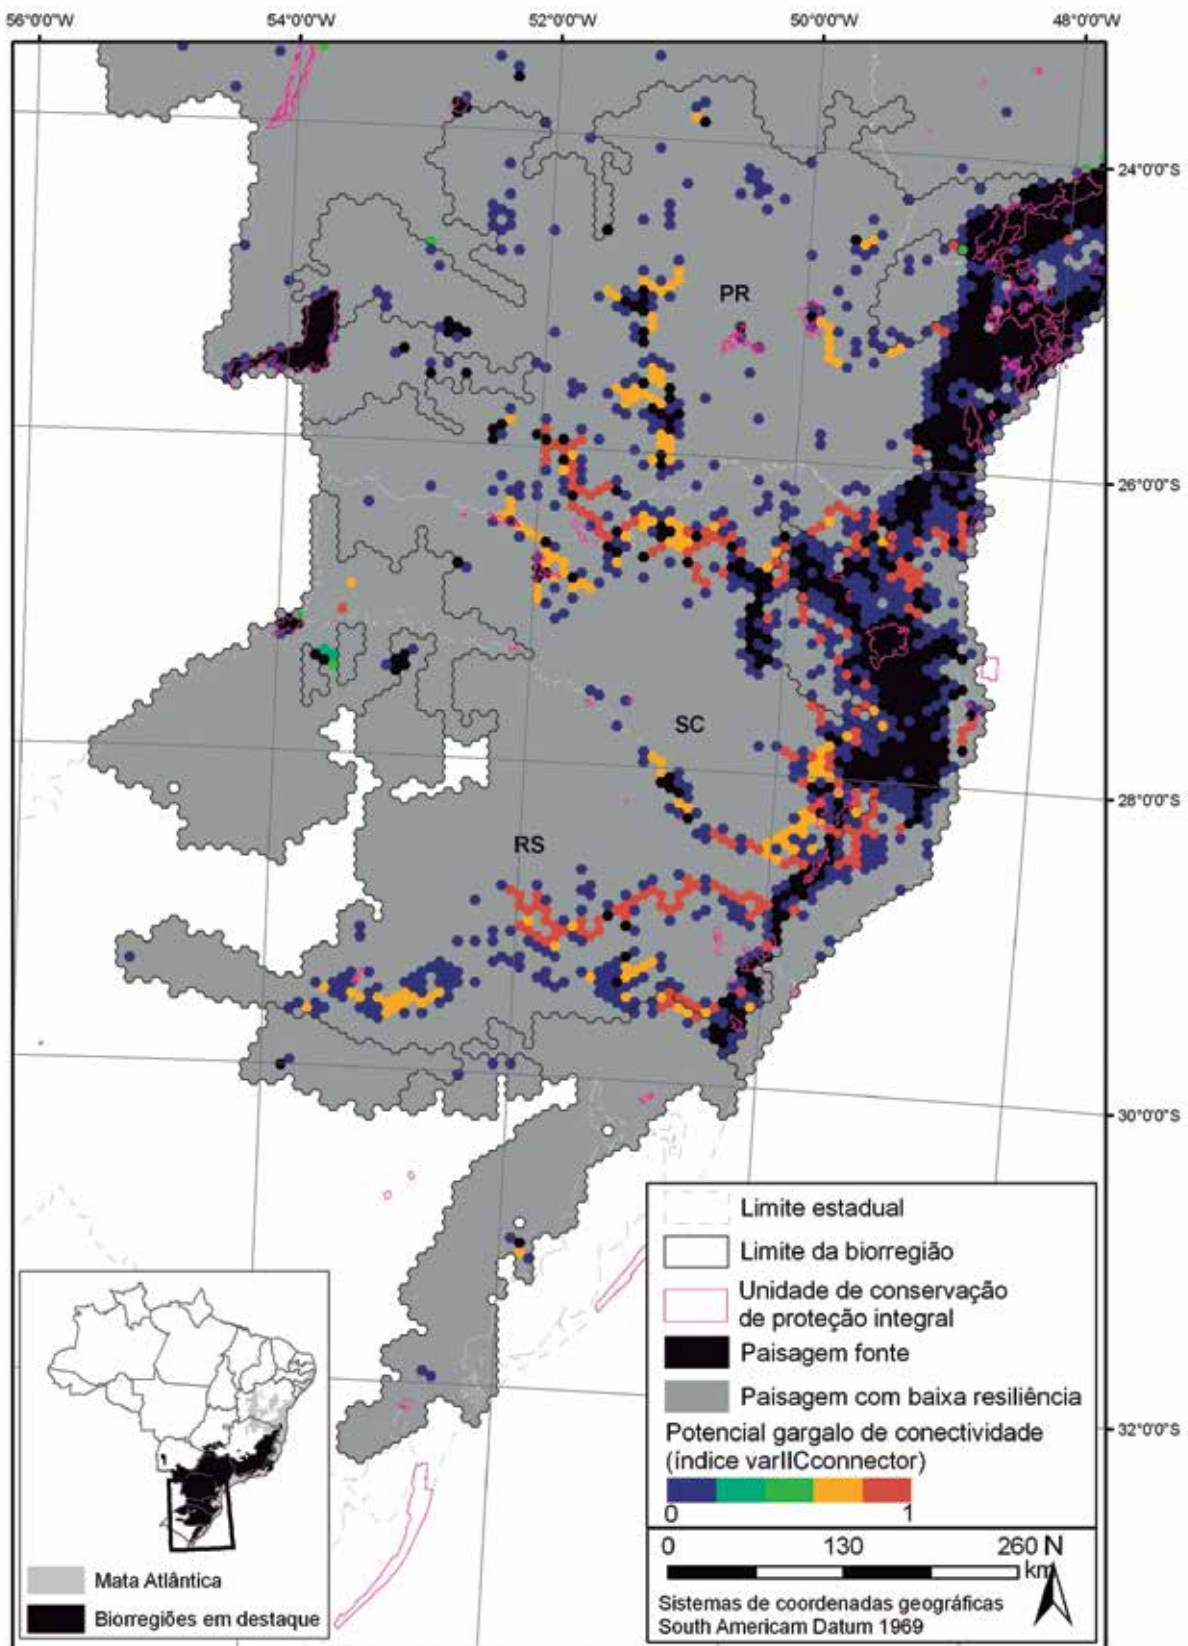 56°0'0"W 54°0'0"W 52°0'0"W 50°0'0"W 48°0'0"W
24°0'0"S
PR
26°0'0"S
SC
28°0'0"S
RS
30°0'0"S
32°0'0"S
Limite estadual
Limite da biorregião
Unidade de conservação
de proteção integral
Paisagem fonte
Paisagem com baixa resiliência
Potencial gargalo de conectividade
(índice varIICconnector)
0 1
0 130 260 N
km
Sistemas de coordenadas geográficas
South Americam Datum 1969
Mata Atlântica
Biorregiões em destaque